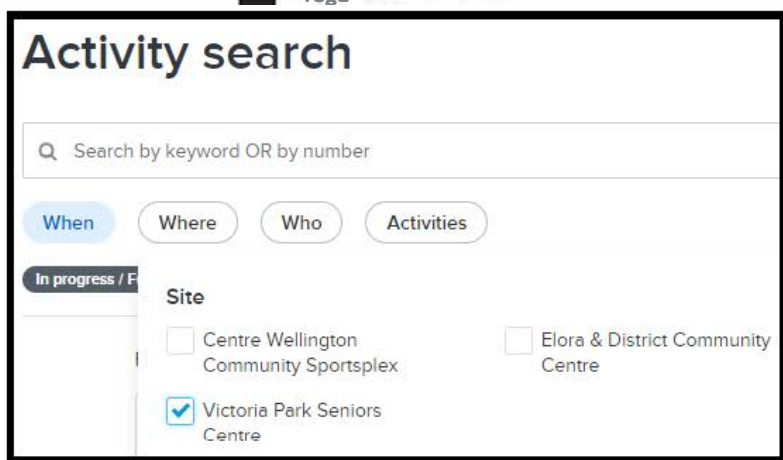 Activity search
Search by keyword OR by number
When Where Who Activities
In progress /
Site
Centre Wellington Elora & District Community
Community Sportsplex Centre
Victoria Park Seniors
Centre